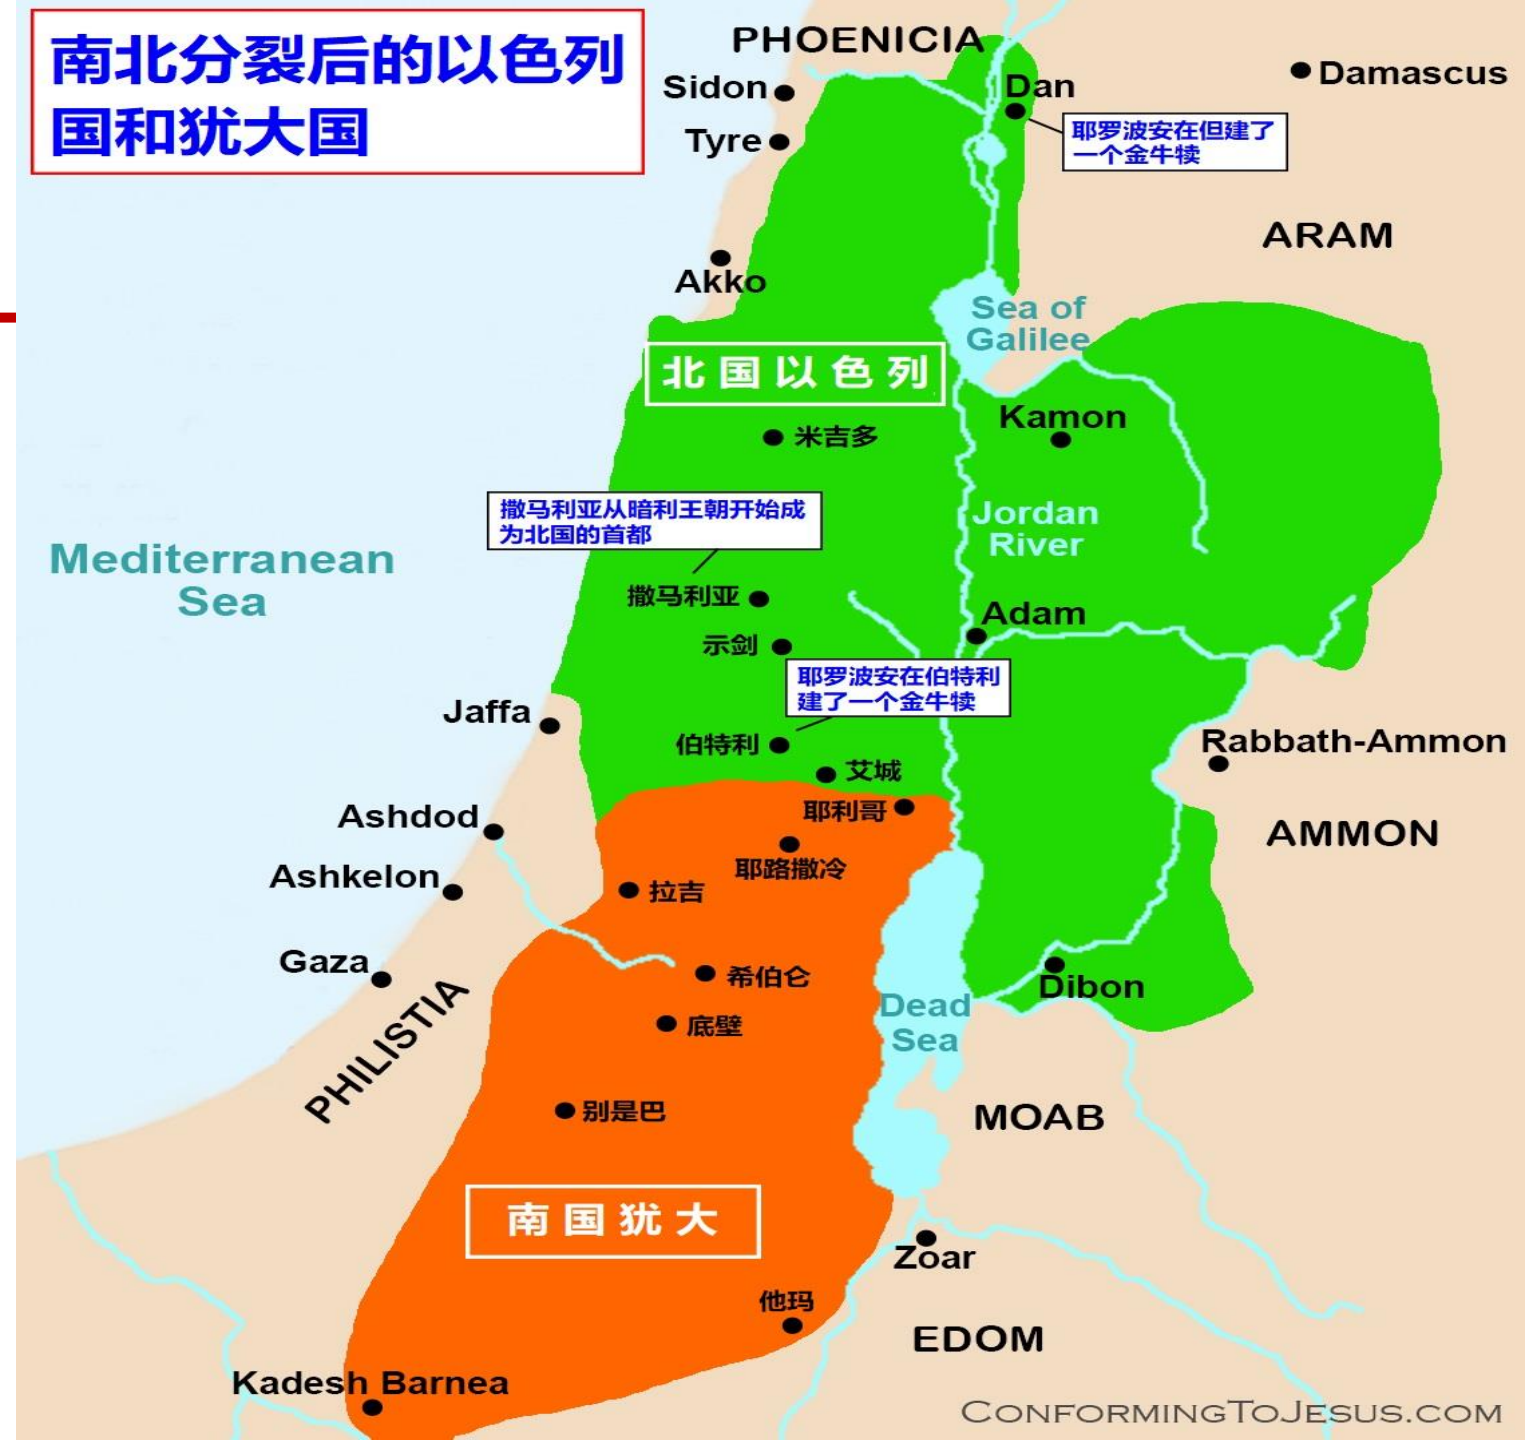 南北分裂后的以色列
国和犹大国
PHOENICIA
Sidon
Dan
Damascus
Tyre
耶罗波安在但建了
一个金牛犊
ARAM
Akko
Sea of
Galilee
北国以色列
Kamon
米吉多
撒马利亚从暗利王朝开始成
为北国的首都
Jordan
River
Mediterranean
Sea
撒马利亚
Adam
示剑
耶罗波安在伯特利
建了一个金牛犊
Jaffa
伯特利
Rabbath-Ammon
艾城
耶利哥
Ashdod
AMMON
耶路撒冷
Ashkelon
拉吉
Gaza
希伯仑
Dibon
PHILISTIA
Dead
Sea
底壁
别是巴
MOAB
南国犹大
Zoar
他玛
EDOM
Kadesh Barnea
CONFORMINGTOJESUS.COM